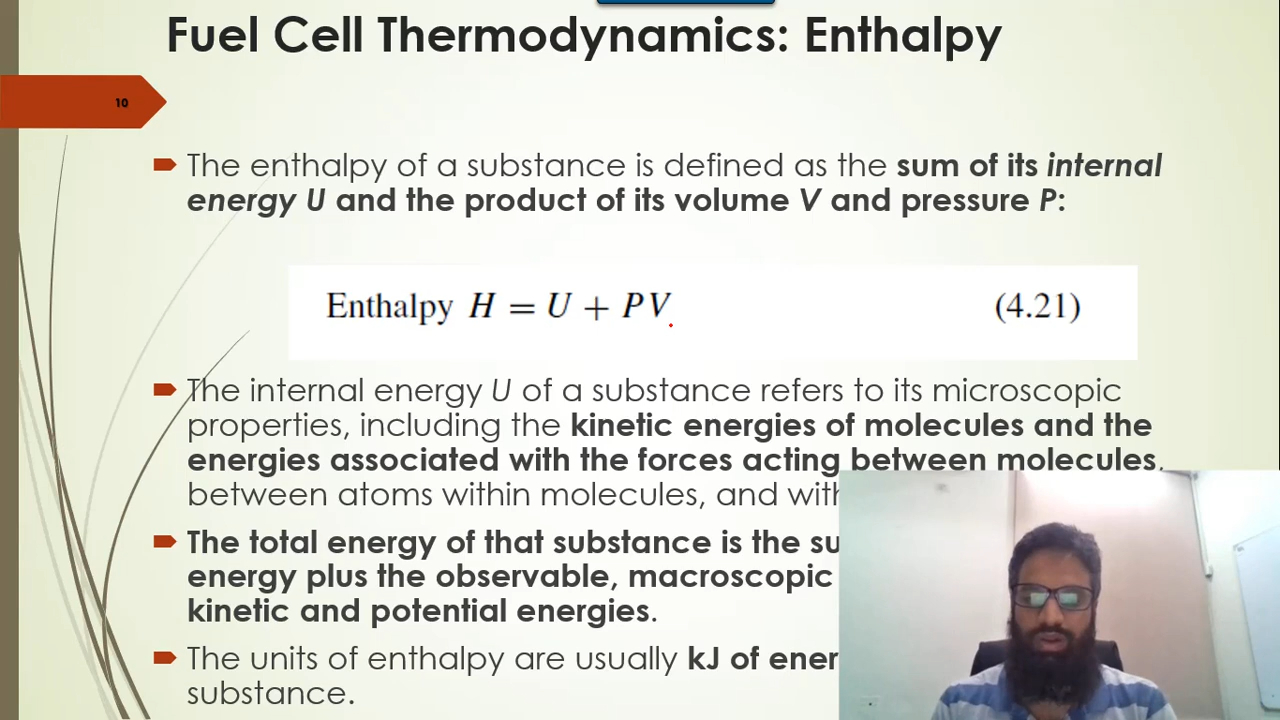 Fuel Cell Thermodynamics: Enthalpy
10
The enthalpy of a substance is defined as the sum of its internal
energy U and the product of its volume V and pressure P:
Enthalpy H = U + PV (4.21)
The internal energy U of a substance refers to its microscopic
properties, including the kinetic energies of molecules and the
energies associated with the forces acting between molecules,
between atoms within molecules, and
The total energy of that substance is the
energy plus the observable, macroscopic
kinetic and potential energies.
The units of enthalpy are usually kJ of
substance.